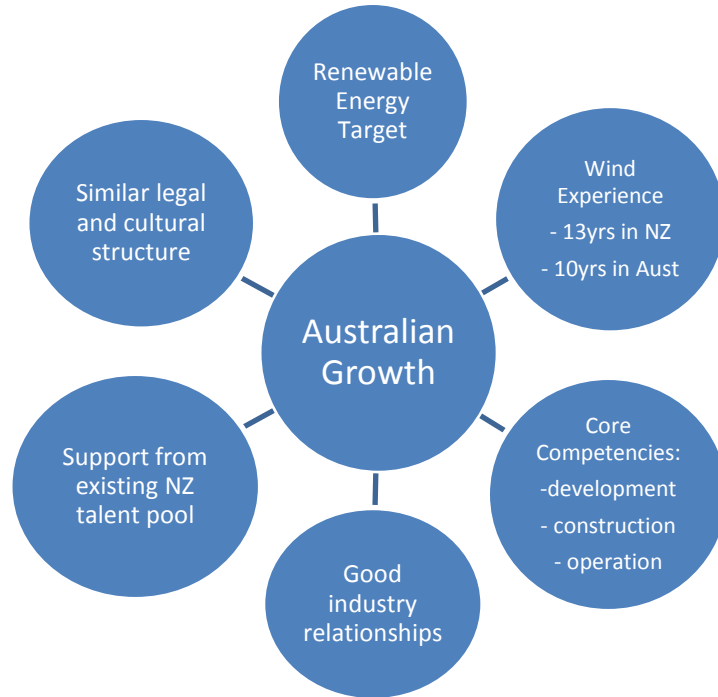 Renewable
Energy
Target
Wind
Experience
- 13yrs in NZ
- 10yrs in Aust
Core
Competencies:
-development
- construction
- operation
Good
industry
relationships
Support from
existing NZ
talent pool
Similar legal
and cultural
structure
Australian
Growth